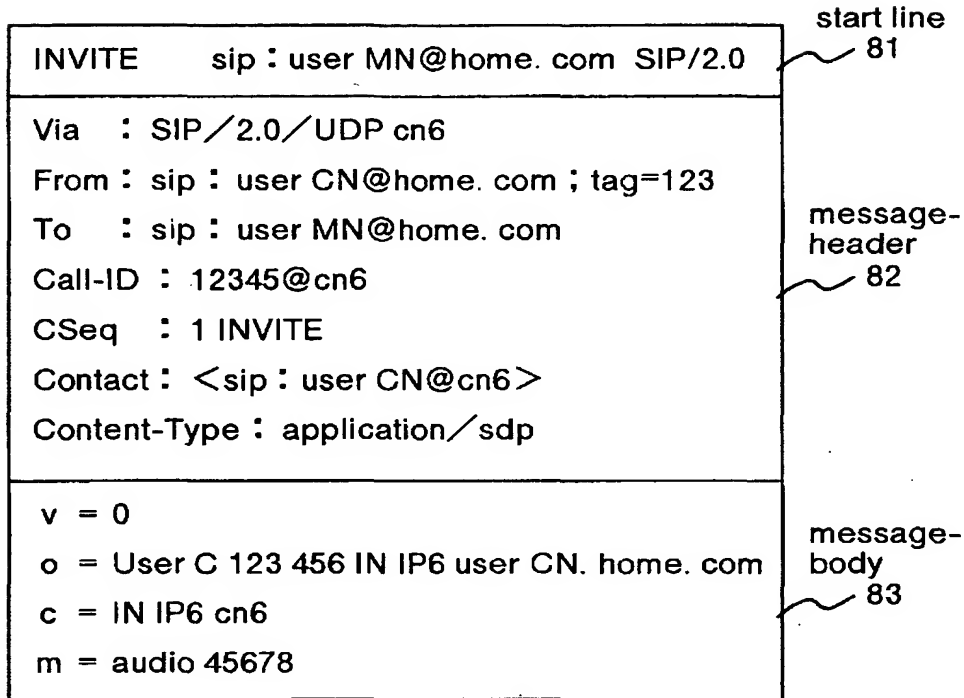 start line
INVITE sip : user MN@home. com SIP/2.0
81
Via : SIP/2.0/UDP cn6
From : sip : user CN@home. com ; tag=123
To : sip : user MN@home. com
Call-ID : 12345@cn6
CSeq : 1 INVITE
Contact : <sip : user CN@cn6>
Content-Type : application/sdp
message-
header
82
v = 0
o = User C 123 456 IN IP6 user CN. home. com
c = IN IP6 cn6
m = audio 45678
message-
body
83